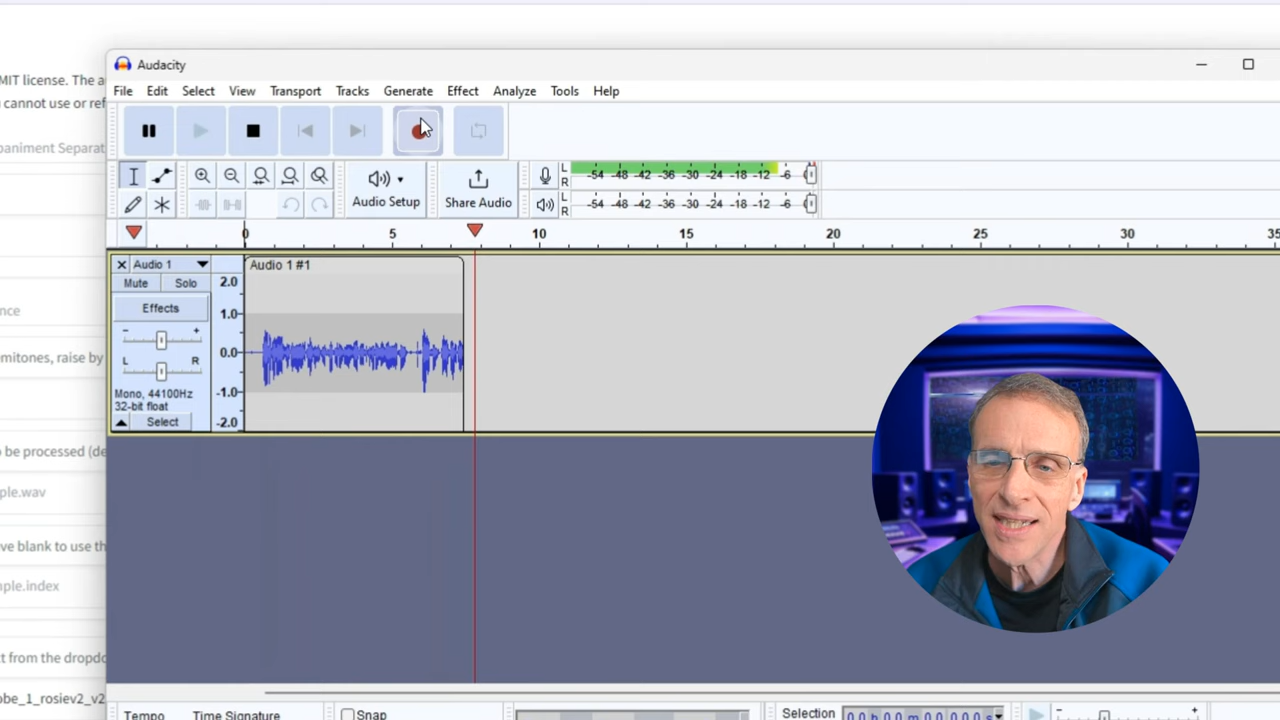 Audacity
MIT license. The a
File Edit Select View Transport Tracks Generate Effect Analyze Tools Help
cannot use or ref
paniment Separat
L
R
-54 -48 -42 -36 -30 -24 -18 -12 -6
Audio Setup
Share Audio
L
R
-54 -48 -42 -36 -30 -24 -18 -12 -6
0 5 10 15 20 25 30 35
Audio 1
Audio 1 #1
Mute Solo
2.0
Effects
nce
1.0
- +
emitones, raise by
L R
0.0
Mono, 44100Hz
32-bit float
-1.0
Select
-2.0
be processed (de
ple.wav
ve blank to use th
ple.index
t from the dropdo
obe_1_rosiev2_v2
Tempo
Time Signature
Snap
Selection
00h00m00.000s
- +